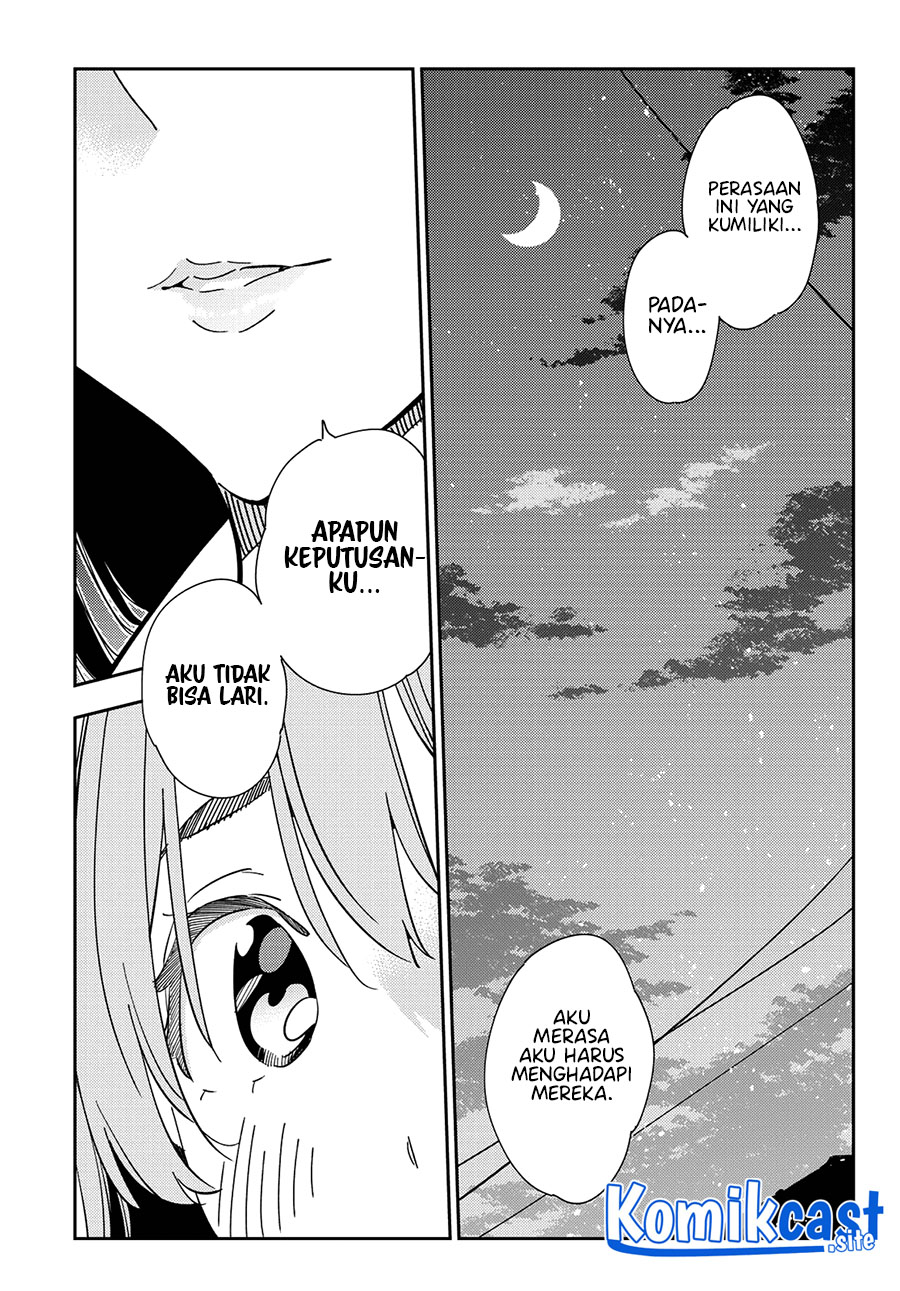 PERASAAN
INI YANG
KUMILIKI...
PADA-
NYA...
AKU
MERASA
AKU HARUS
MENGHADAPI
MEREKA.
APAPUN
KEPUTUSAN-
KU...
AKU TIDAK
BISA LARI.
Komikcast
.site